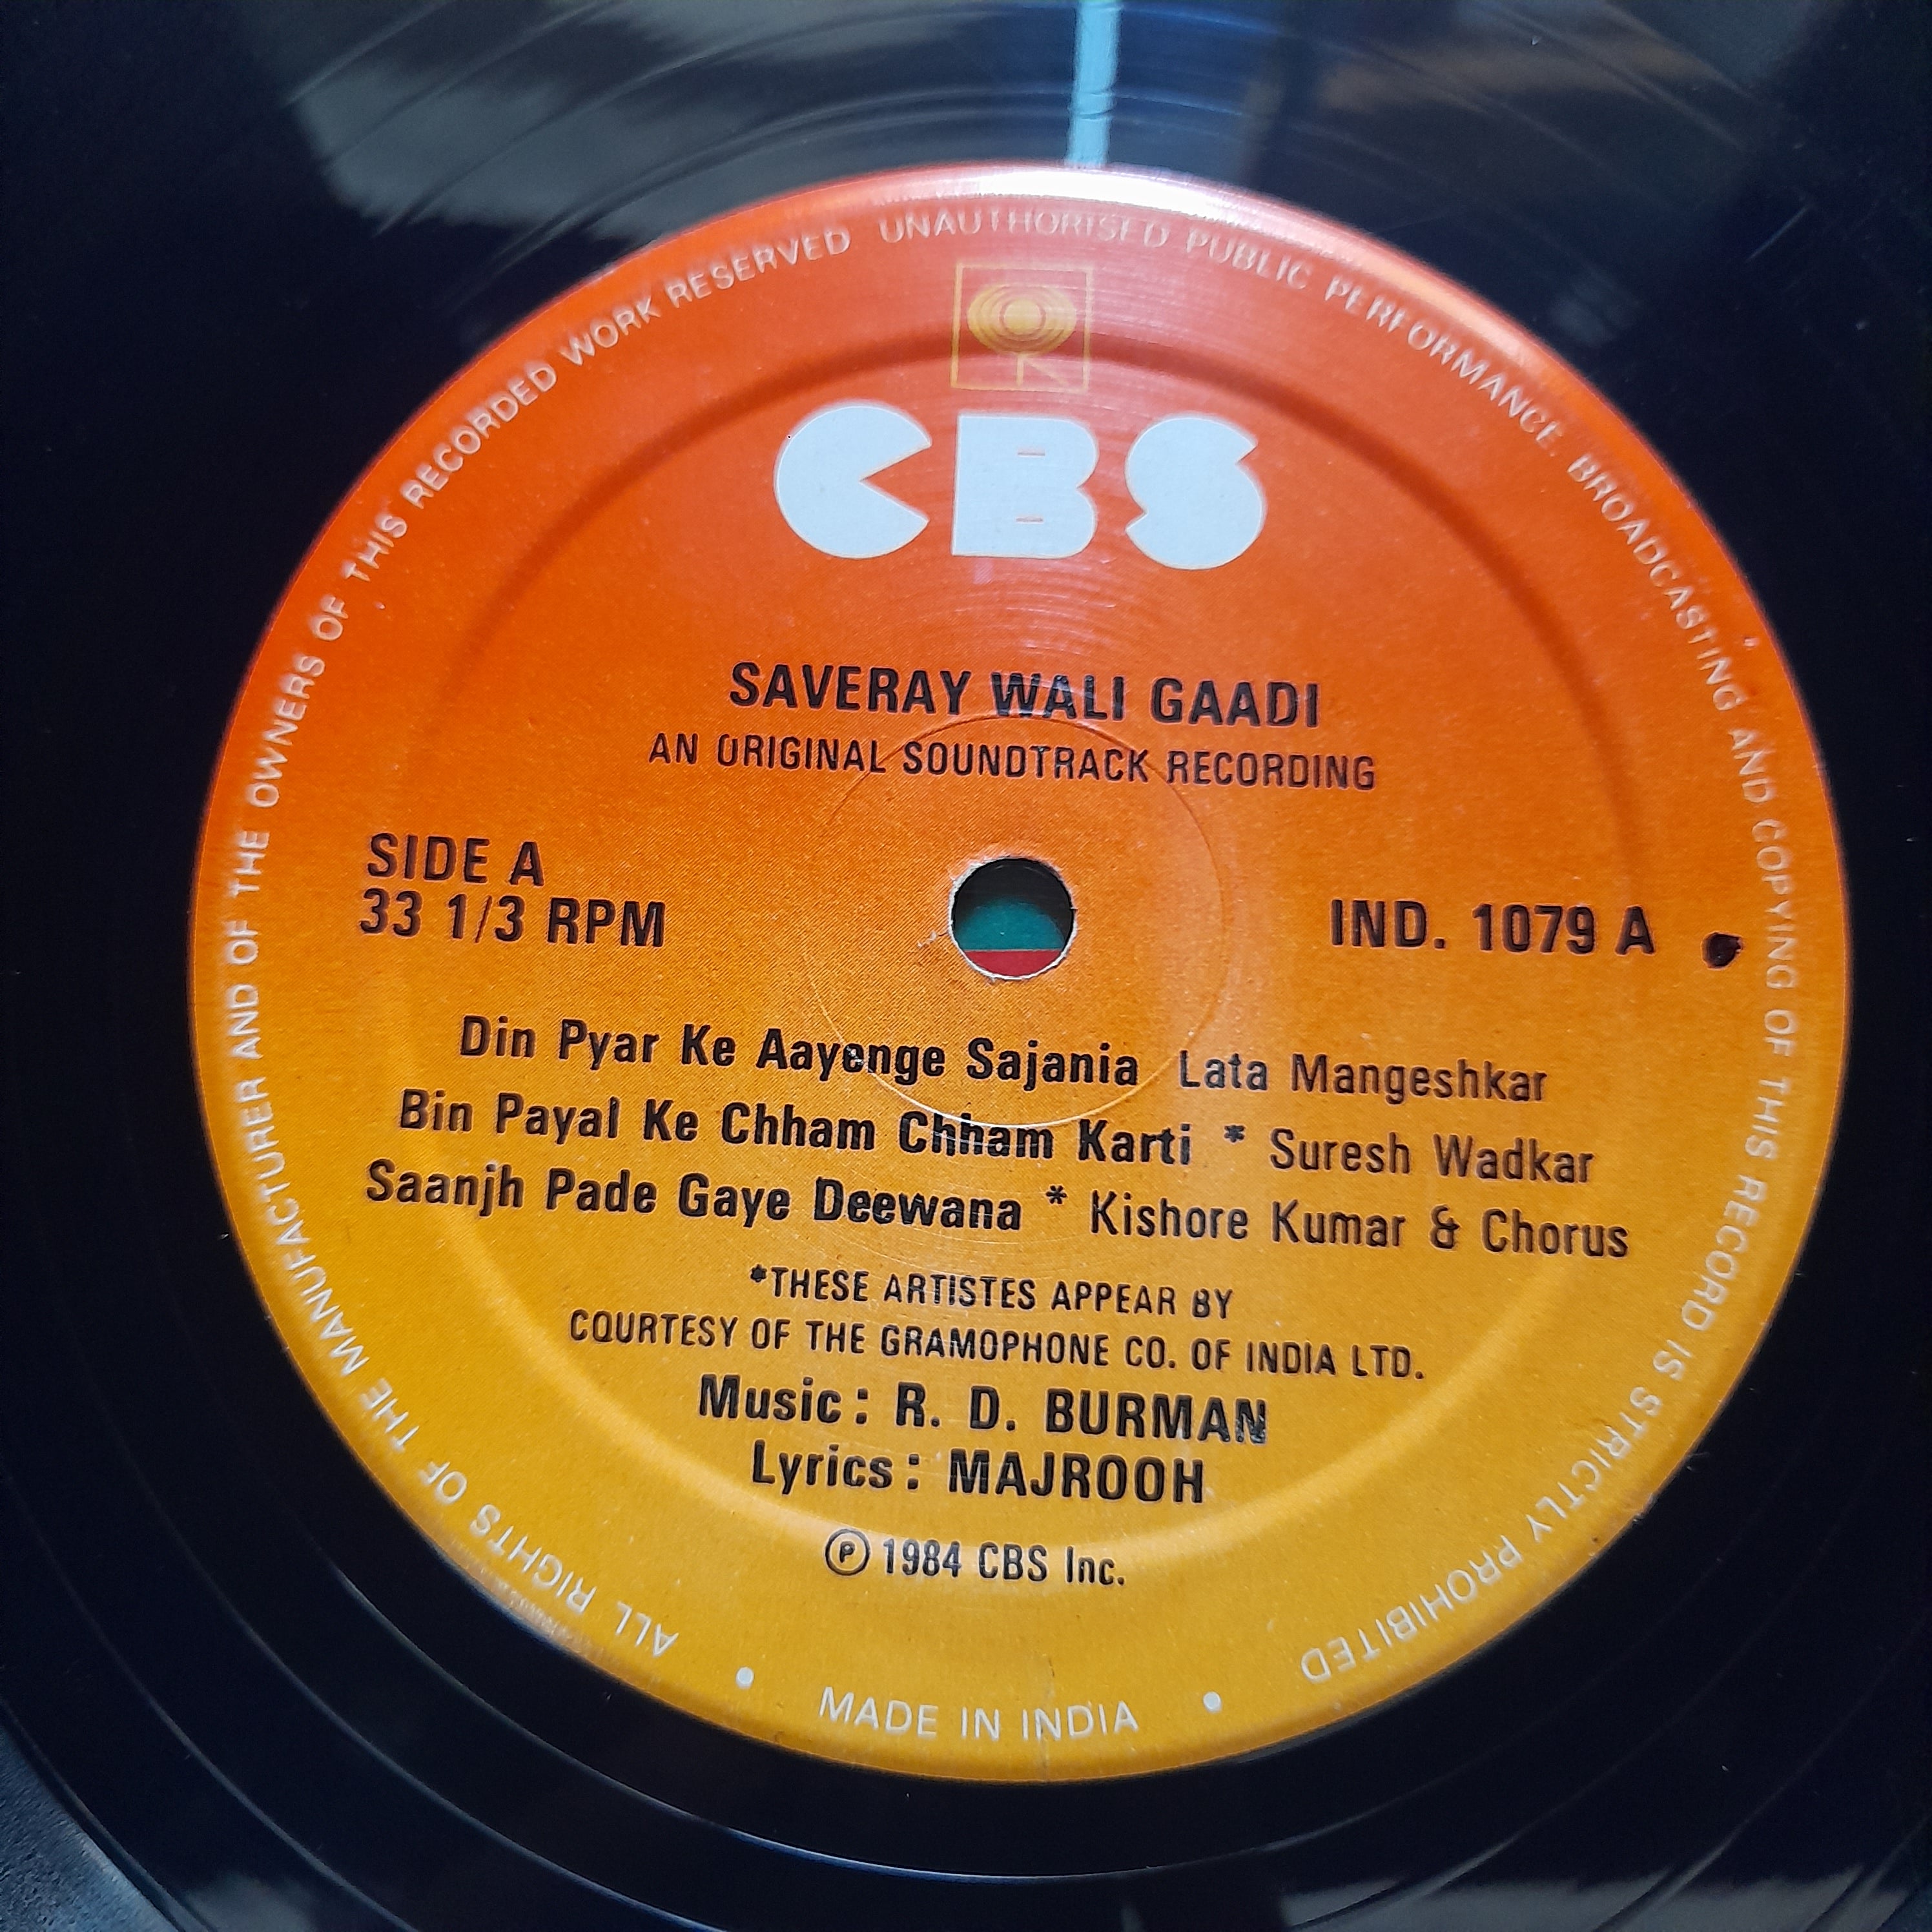 CBS
SAVERAY WALI GAADI
AN ORIGINAL SOUNDTRACK RECORDING
SIDE A
33 1/3 RPM
IND. 1079 A
Din Pyar Ke Aayenge Sajania Lata Mangeshkar
Bin Payal Ke Chham Chham Karti * Suresh Wadkar
Saanjh Pade Gaye Deewana * Kishore Kumar & Chorus
*THESE ARTISTES APPEAR BY
COURTESY OF THE GRAMOPHONE CO. OF INDIA LTD.
Music: R. D. BURMAN
Lyrics: MAJROOH
℗ 1984 CBS Inc.
ALL RIGHTS OF THE MANUFACTURER AND OF THE OWNERS OF THIS RECORDED WORK RESERVED UNAUTHORISED PUBLIC PERFORMANCE BROADCASTING AND COPYING OF THIS RECORD IS STRICTLY PROHIBITED
• MADE IN INDIA •